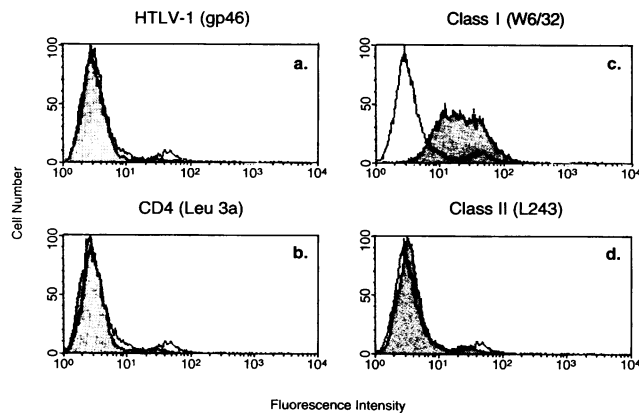 HTLV-1 (gp46)
a.
100
50
0
10⁰ 10¹ 10² 10³ 10⁴
Class I (W6/32)
c.
100
50
0
10⁰ 10¹ 10² 10³ 10⁴
Cell Number
CD4 (Leu 3a)
b.
100
50
0
10⁰ 10¹ 10² 10³ 10⁴
Class II (L243)
d.
100
50
0
10⁰ 10¹ 10² 10³ 10⁴
Fluorescence Intensity